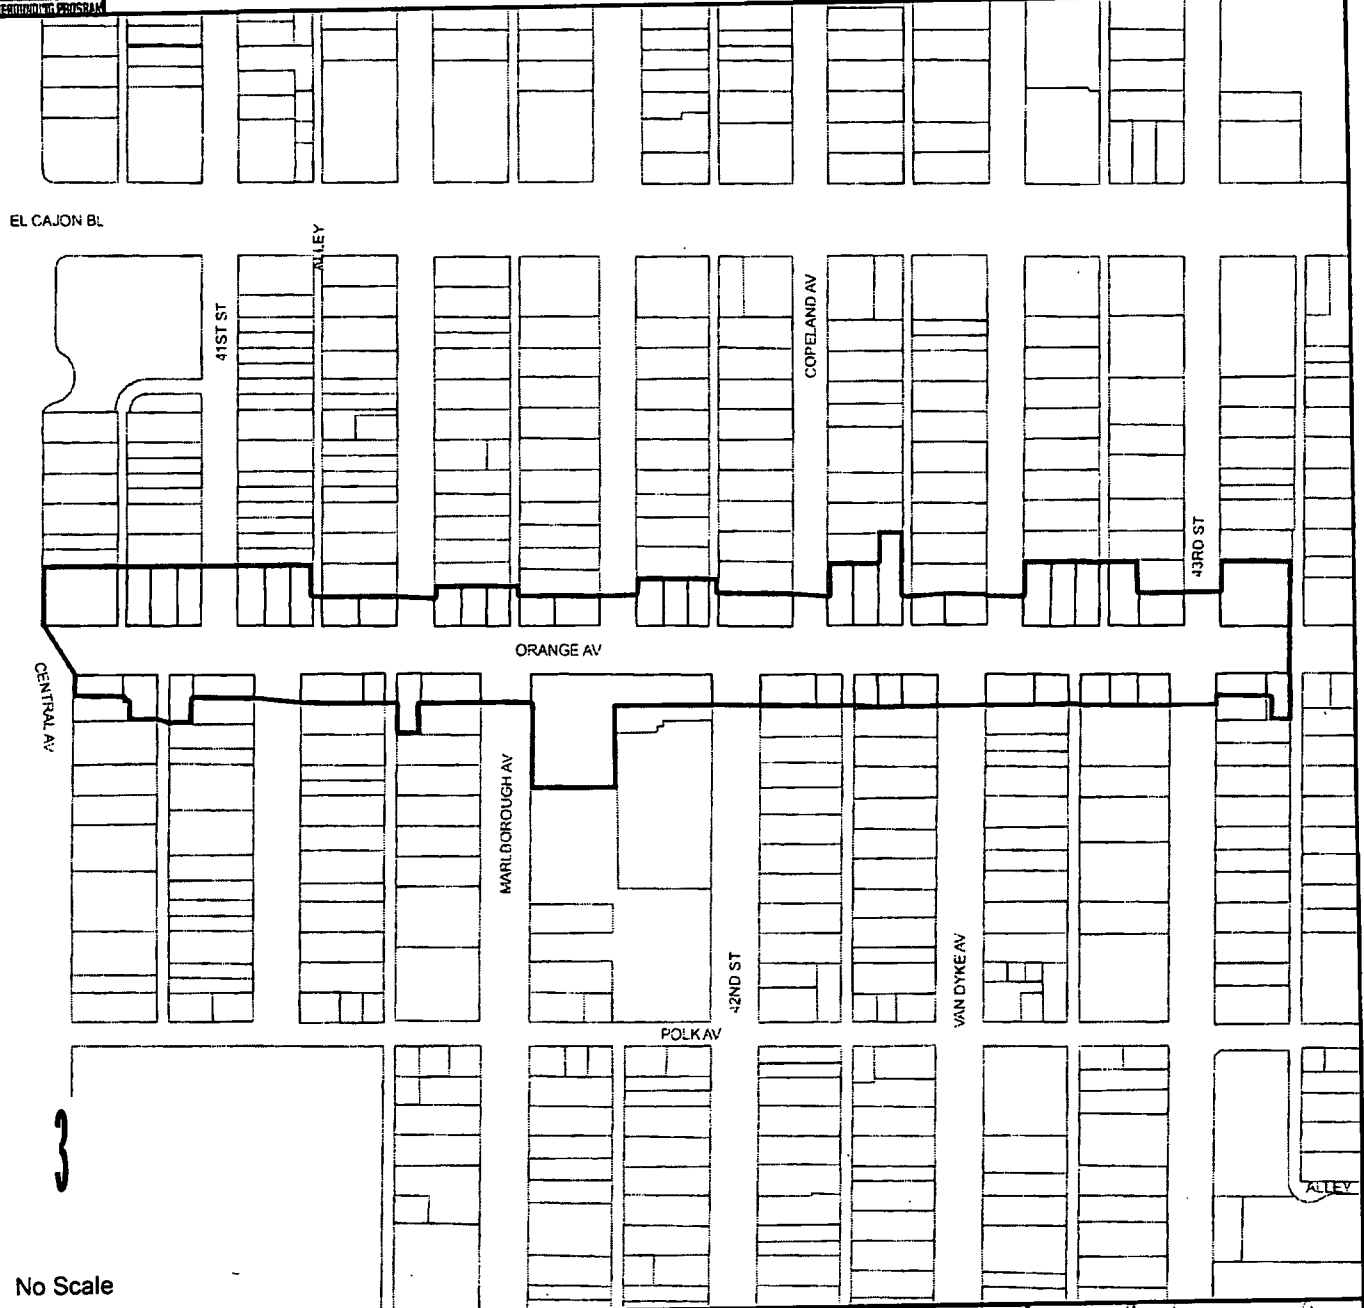 EL CAJON BL
ALLEY
41ST ST
COPELAND AV
43RD ST
ORANGE AV
CENTRAL AV
MARLBOROUGH AV
42ND ST
VAN DYKE AV
POLK AV
3
ALLEY
No Scale